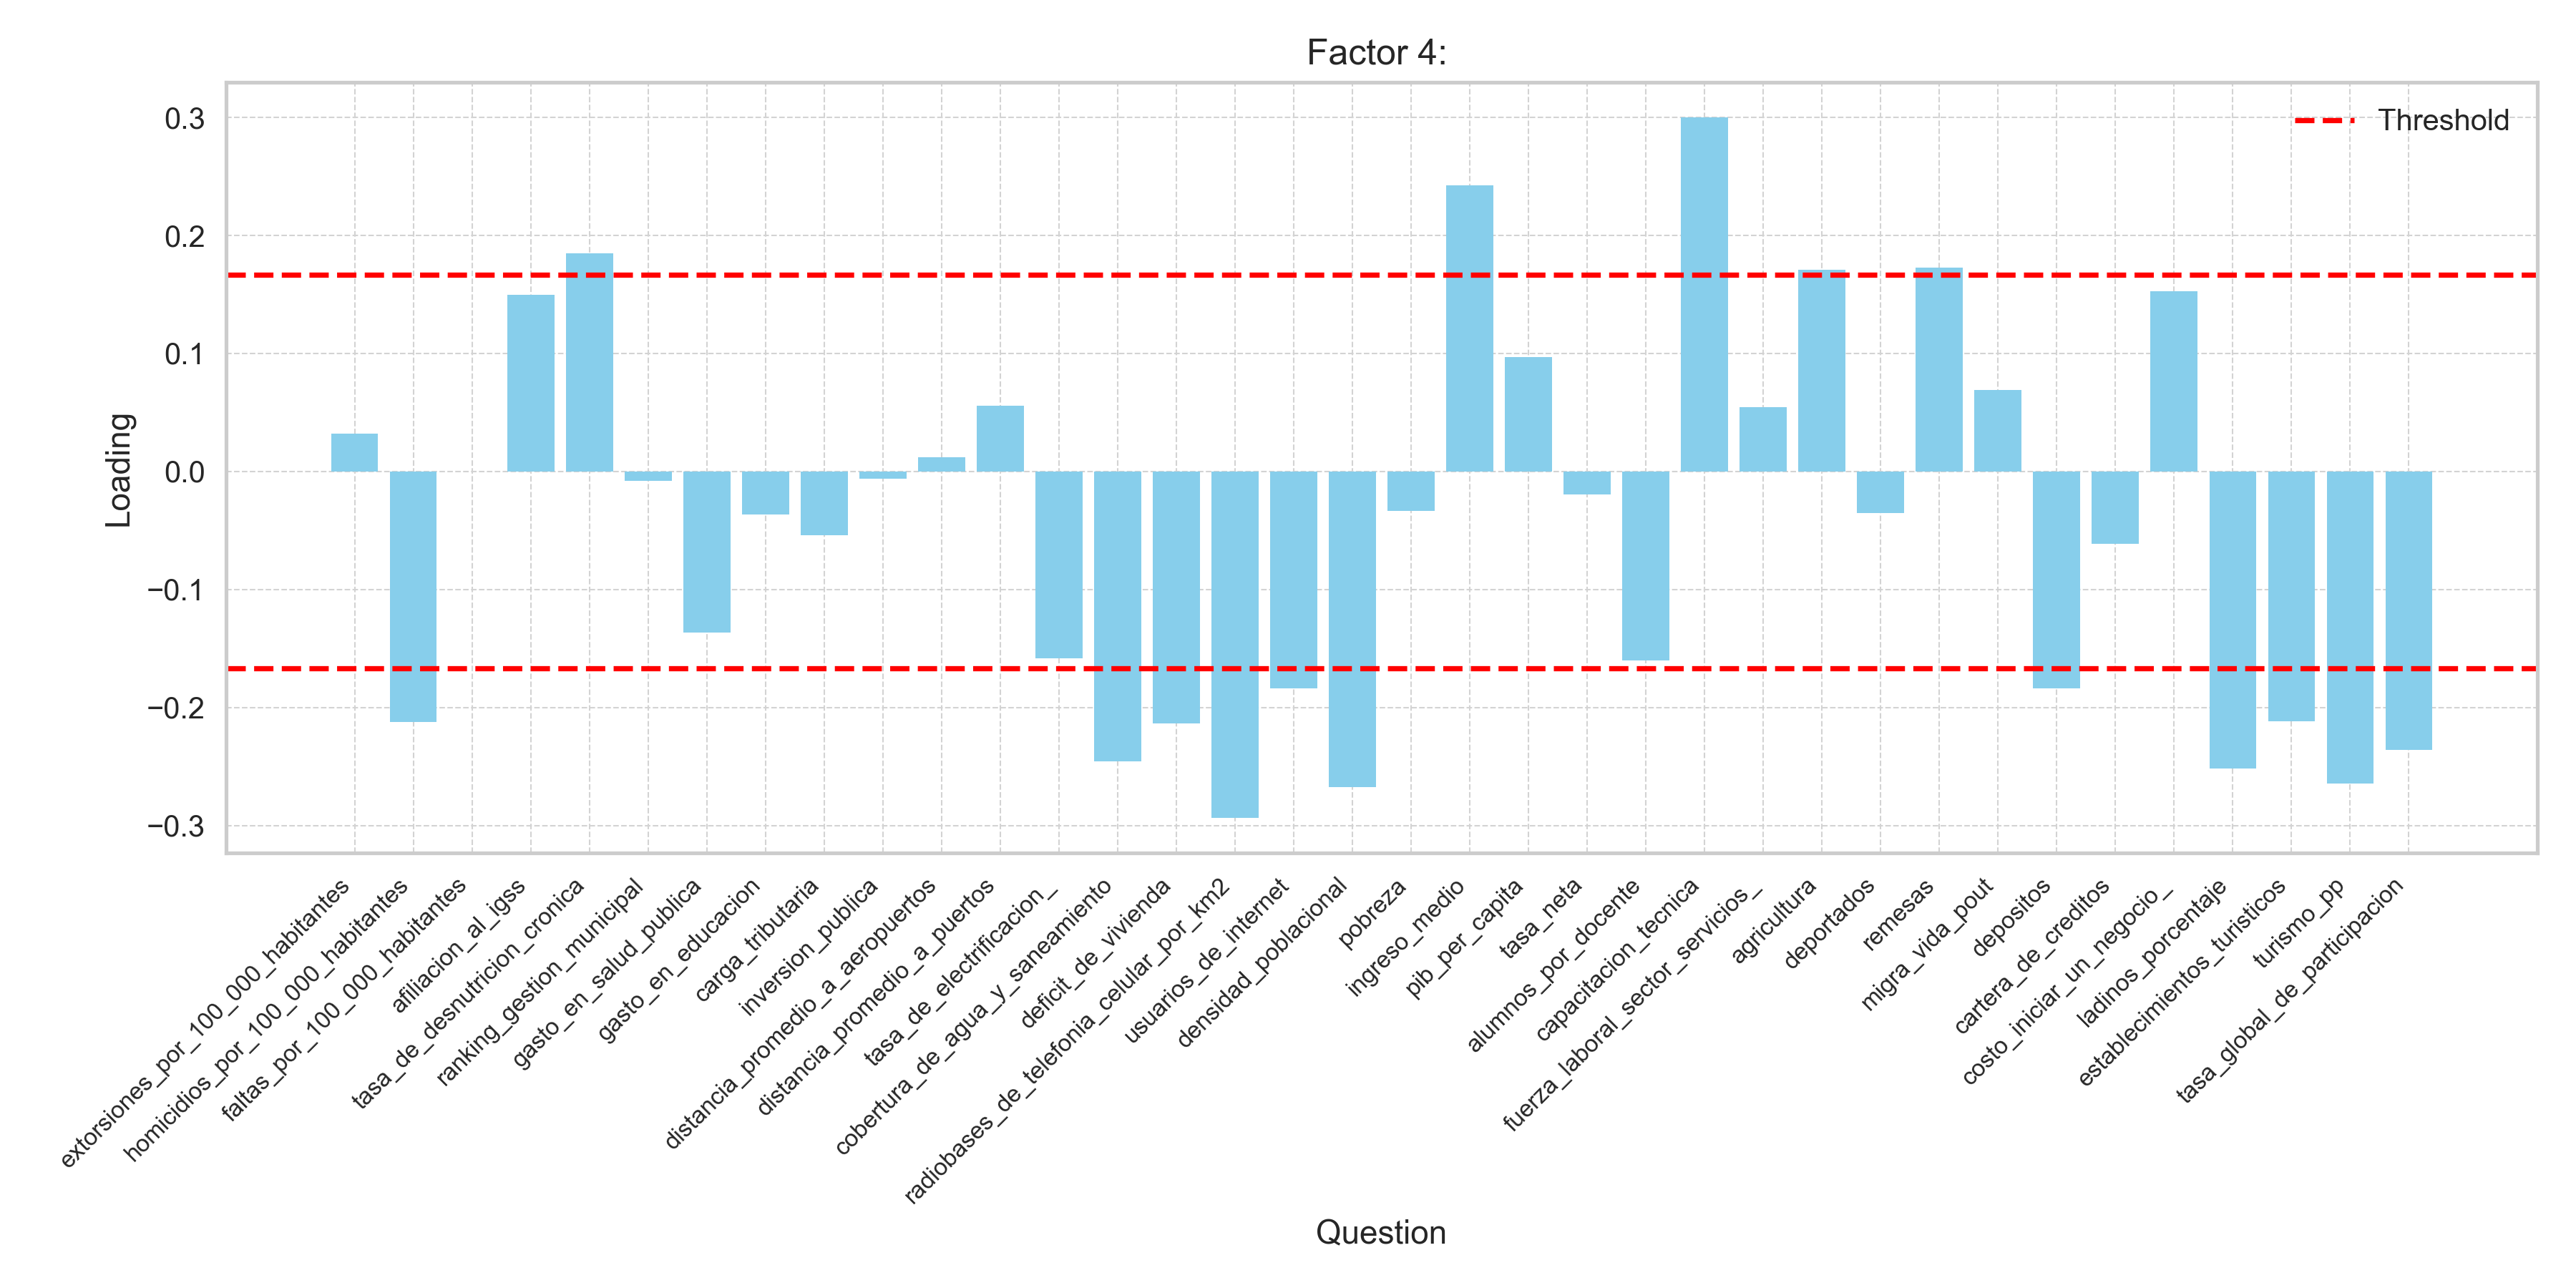 Factor 4:
Threshold
Loading
0.3
0.2
0.1
0.0
−0.1
−0.2
−0.3
extorsiones_por_100_000_habitantes
homicidios_por_100_000_habitantes
faltas_por_100_000_habitantes
afiliacion_al_igss
tasa_de_desnutricion_cronica
ranking_gestion_municipal
gasto_en_salud_publica
gasto_en_educacion
carga_tributaria
inversion_publica
distancia_promedio_a_aeropuertos
distancia_promedio_a_puertos
tasa_de_electrificacion_
cobertura_de_agua_y_saneamiento
deficit_de_vivienda
radiobases_de_telefonia_celular_por_km2
usuarios_de_internet
densidad_poblacional
pobreza
ingreso_medio
pib_per_capita
tasa_neta
alumnos_por_docente
capacitacion_tecnica
fuerza_laboral_sector_servicios_
agricultura
deportados
remesas
migra_vida_pout
depositos
cartera_de_creditos
costo_iniciar_un_negocio_
ladinos_porcentaje
establecimientos_turisticos
turismo_pp
tasa_global_de_participacion
Question